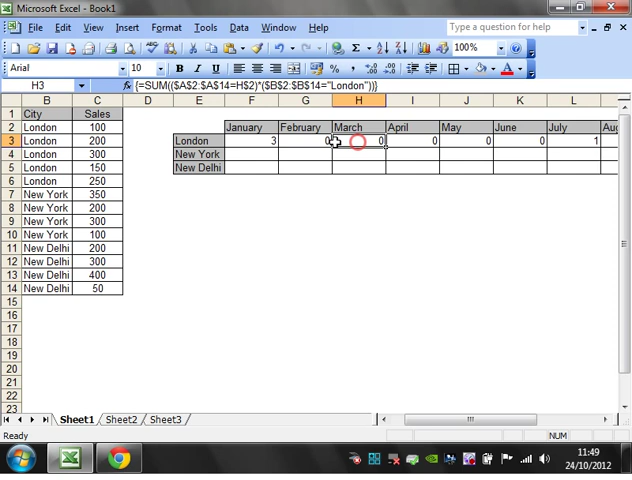 Microsoft Excel - Book1
File Edit View Insert Format Tools Data Window Help Type a question for help
100%
Arial 10 B I U A
H3 fx {=SUM(($A$2:$A$14=H$2)*($B$2:$B$14="London"))}
B C D E F G H I J K L
1 City Sales
2 London 100 January February March April May June July Aug
3 London 200 London 3 0 0 0 0 0 1
4 London 300 New York
5 London 150 New Delhi
6 London 250
7 New York 350
8 New York 200
9 New York 300
10 New York 100
11 New Delhi 200
12 New Delhi 300
13 New Delhi 400
14 New Delhi 50
15
16
17
18
19
20
21
22
23
Sheet1 Sheet2 Sheet3
Ready NUM
11:49
24/10/2012